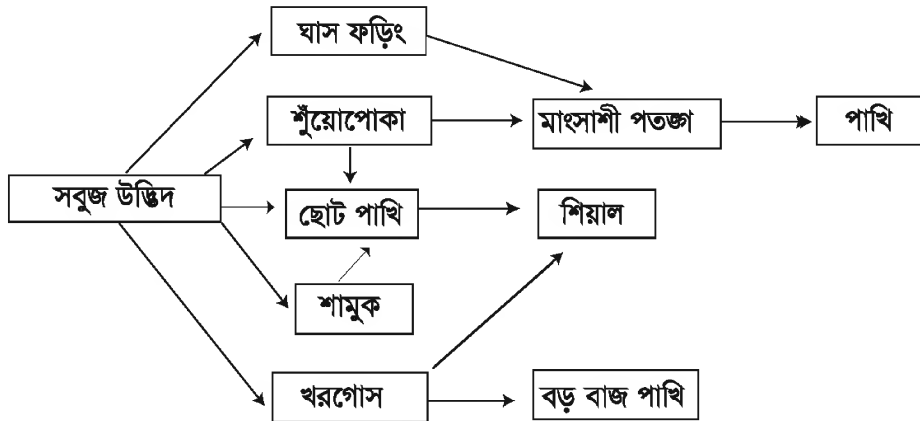 ঘাস ফড়িং
শুঁয়োপোকা
মাংসাশী পতঙ্গ
পাখি
সবুজ উদ্ভিদ
ছোট পাখি
শিয়াল
শামুক
খরগোস
বড় বাজ পাখি